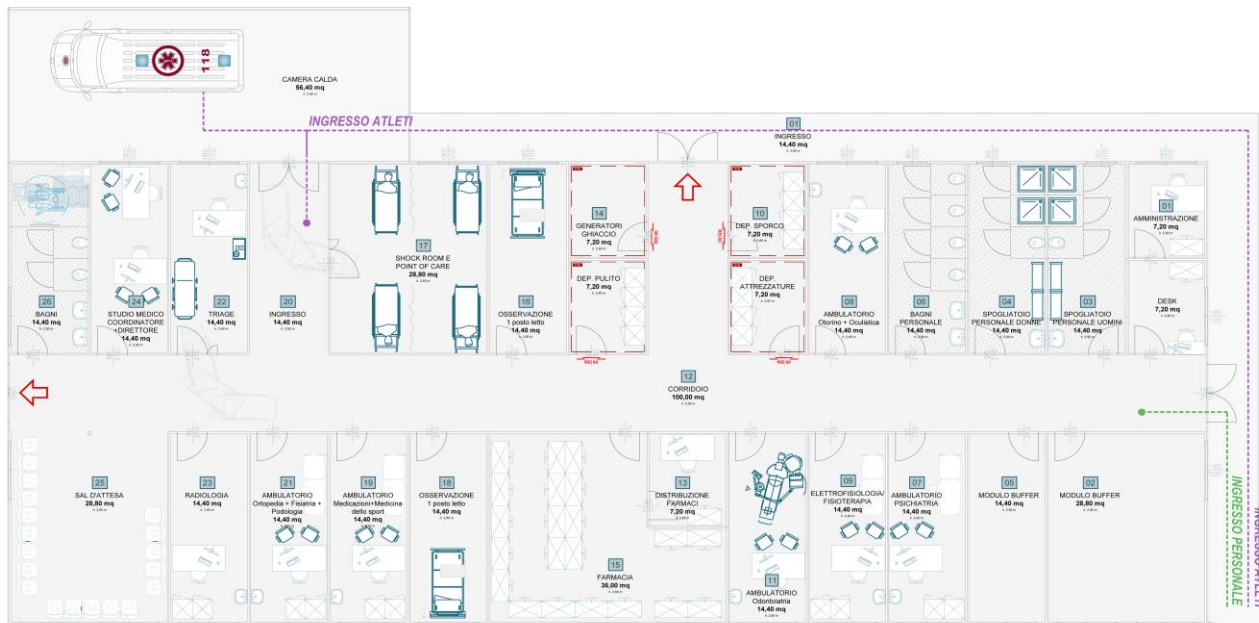 118
CAMERA CALDA
56,40 mq
INGRESSO ATLETI
01
INGRESSO
14,40 mq
26
BAGNI
14,40 mq
24
STUDIO MEDICO
COORDINATORE
+DIRETTORE
14,40 mq
22
TRIAGE
14,40 mq
20
INGRESSO
14,40 mq
17
SHOCK ROOM E
POINT OF CARE
28,80 mq
16
OSSERVAZIONE
1 posto letto
14,40 mq
14
GENERATORI
GHIACCIO
7,20 mq
DEP. PULITO
7,20 mq
10
DEP. SPORCO
7,20 mq
DEP.
ATTREZZATURE
7,20 mq
08
AMBULATORIO
Otorino + Oculistica
14,40 mq
06
BAGNI
PERSONALE
14,40 mq
04
SPOGLIATOIO
PERSONALE DONNE
14,40 mq
03
SPOGLIATOIO
PERSONALE UOMINI
14,40 mq
01
AMMINISTRAZIONE
7,20 mq
DESK
7,20 mq
12
CORRIDOIO
100,00 mq
25
SAL D'ATTESA
28,80 mq
23
RADIOLOGIA
14,40 mq
21
AMBULATORIO
Ortopedia + Fisiatria +
Podologia
14,40 mq
19
AMBULATORIO
Medicazioni+Medicina
dello sport
14,40 mq
18
OSSERVAZIONE
1 posto letto
14,40 mq
15
FARMACIA
36,00 mq
13
DISTRIBUZIONE
FARMACI
7,20 mq
11
AMBULATORIO
Odontoiatria
14,40 mq
09
ELETTROFISIOLOGIA/
FISIOTERAPIA
14,40 mq
07
AMBULATORIO
PSICHIATRIA
14,40 mq
05
MODULO BUFFER
14,40 mq
02
MODULO BUFFER
28,80 mq
INGRESSO PERSONALE
INGRESSO ATLETI